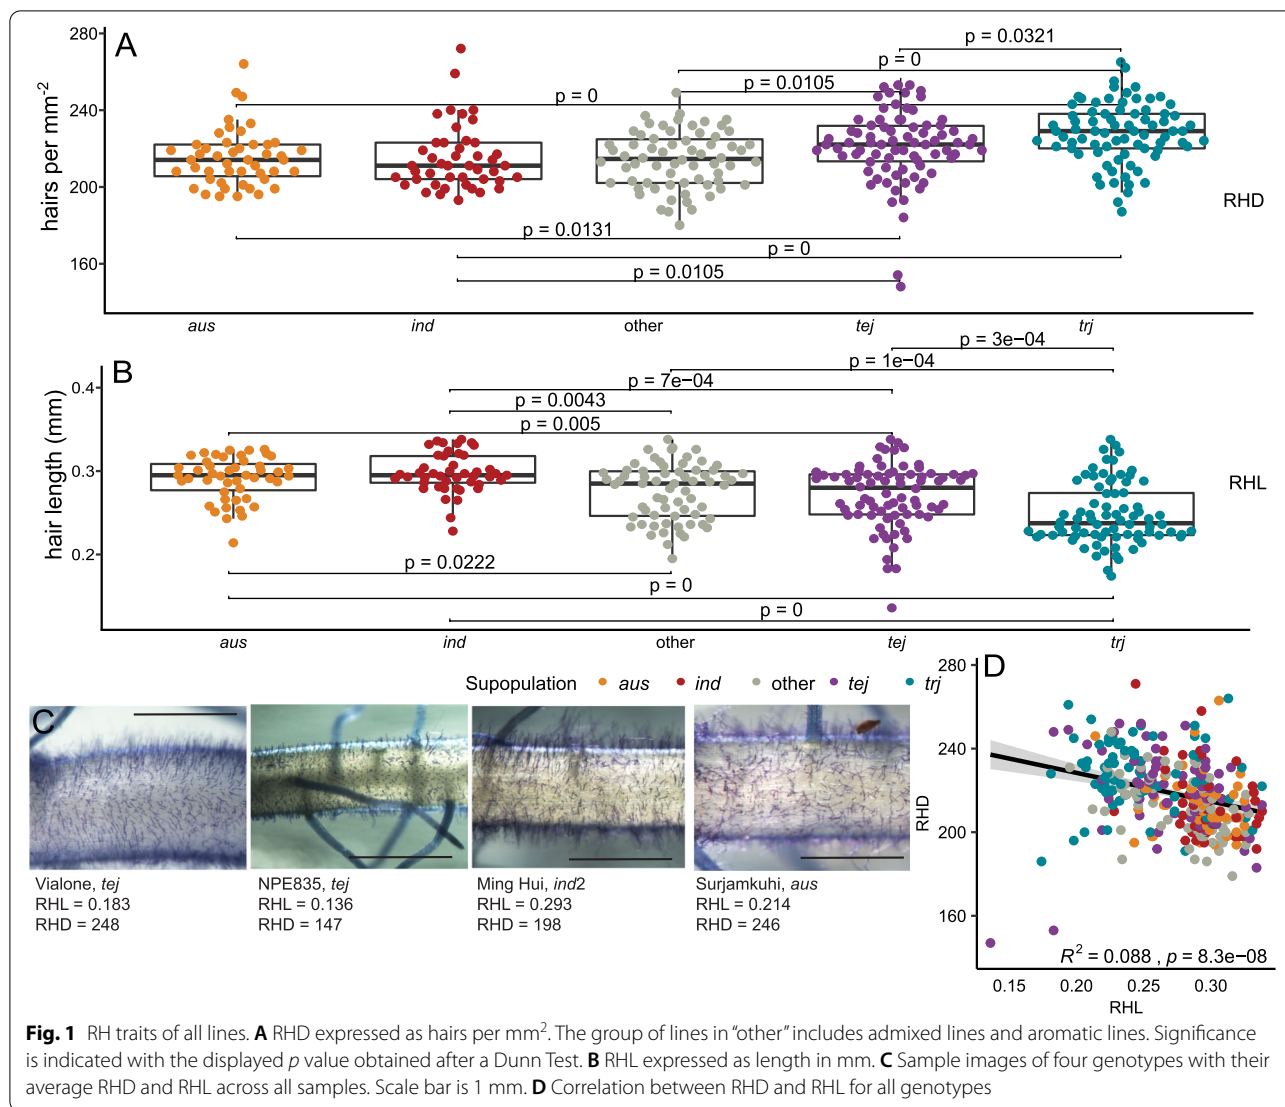 A
280
240
200
160
hairs per mm-2
p = 0.0321
p = 0
p = 0.0105
p = 0
p = 0.0131
p = 0
p = 0.0105
RHD
aus ind other tej trj
B
0.4
0.3
0.2
hair length (mm)
p = 3e−04
p = 1e−04
p = 7e−04
p = 0.0043
p = 0.005
p = 0.0222
p = 0
p = 0
RHL
aus ind other tej trj
Supopulation aus ind other tej trj
C
Vialone, tej
RHL = 0.183
RHD = 248
NPE835, tej
RHL = 0.136
RHD = 147
Ming Hui, ind2
RHL = 0.293
RHD = 198
Surjamkuhi, aus
RHL = 0.214
RHD = 246
D
280
240
200
160
RHD
R2 = 0.088 , p = 8.3e−08
0.15 0.20 0.25 0.30
RHL
Fig. 1 RH traits of all lines. A RHD expressed as hairs per mm2. The group of lines in “other” includes admixed lines and aromatic lines. Significance
is indicated with the displayed p value obtained after a Dunn Test. B RHL expressed as length in mm. C Sample images of four genotypes with their
average RHD and RHL across all samples. Scale bar is 1 mm. D Correlation between RHD and RHL for all genotypes